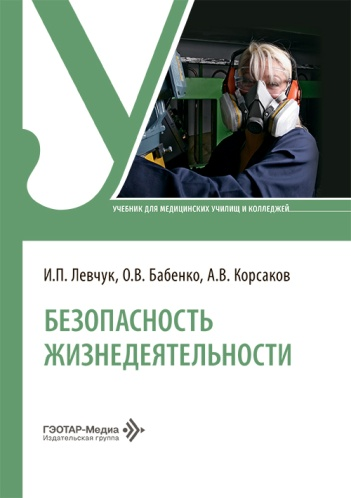 У
УЧЕБНИК ДЛЯ МЕДИЦИНСКИХ УЧИЛИЩ И КОЛЛЕДЖЕЙ
И.П. Левчук, О.В. Бабенко, А.В. Корсаков
БЕЗОПАСНОСТЬ
ЖИЗНЕДЕЯТЕЛЬНОСТИ
ГЭОТАР-Медиа
Издательская группа